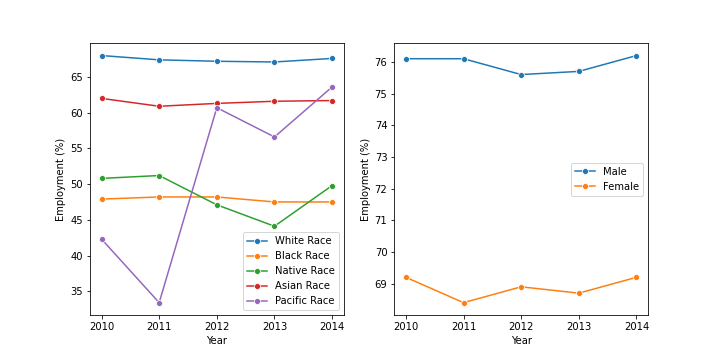 Employment (%)
65
60
55
50
45
40
35
2010 2011 2012 2013 2014
Year
White Race
Black Race
Native Race
Asian Race
Pacific Race
Employment (%)
76
75
74
73
72
71
70
69
2010 2011 2012 2013 2014
Year
Male
Female